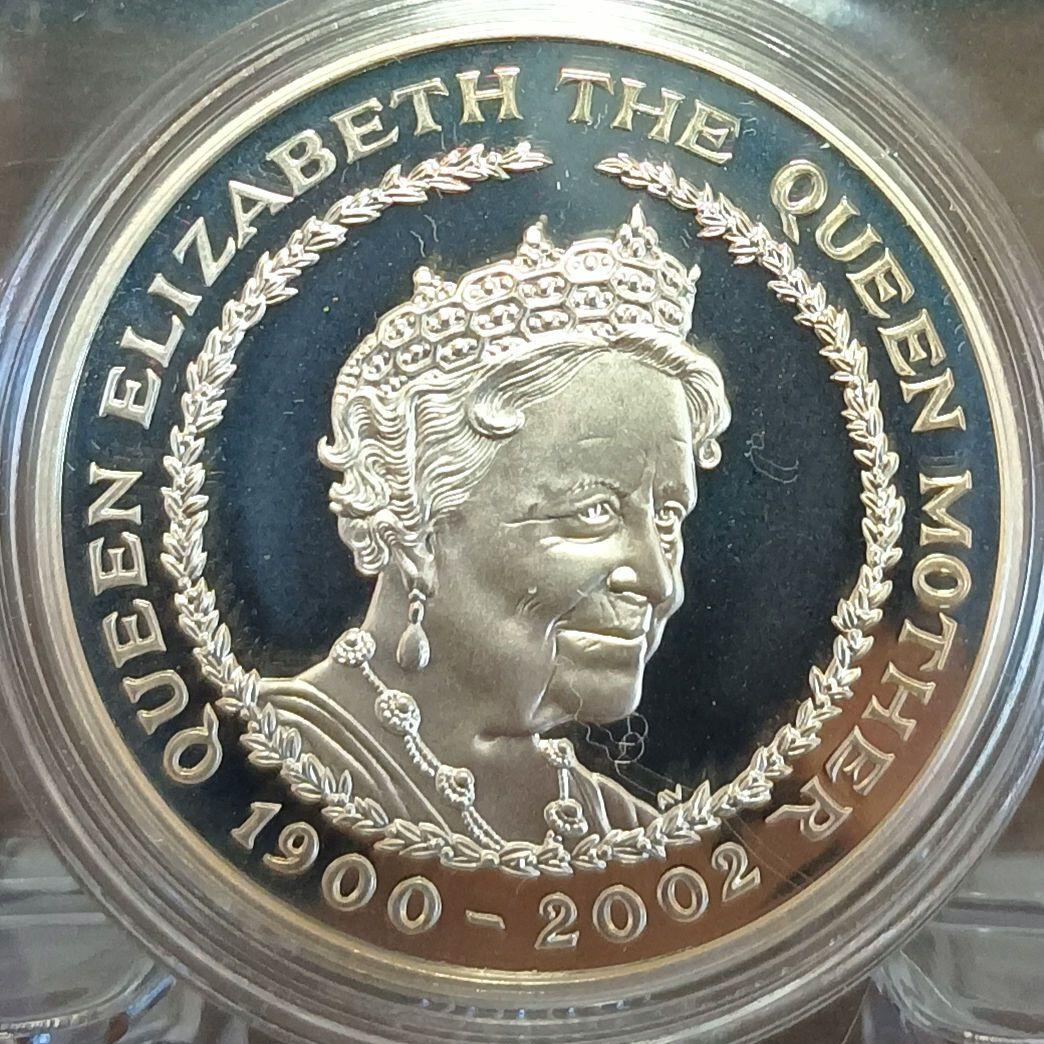 QUEEN ELIZABETH THE QUEEN MOTHER
1900 - 2002